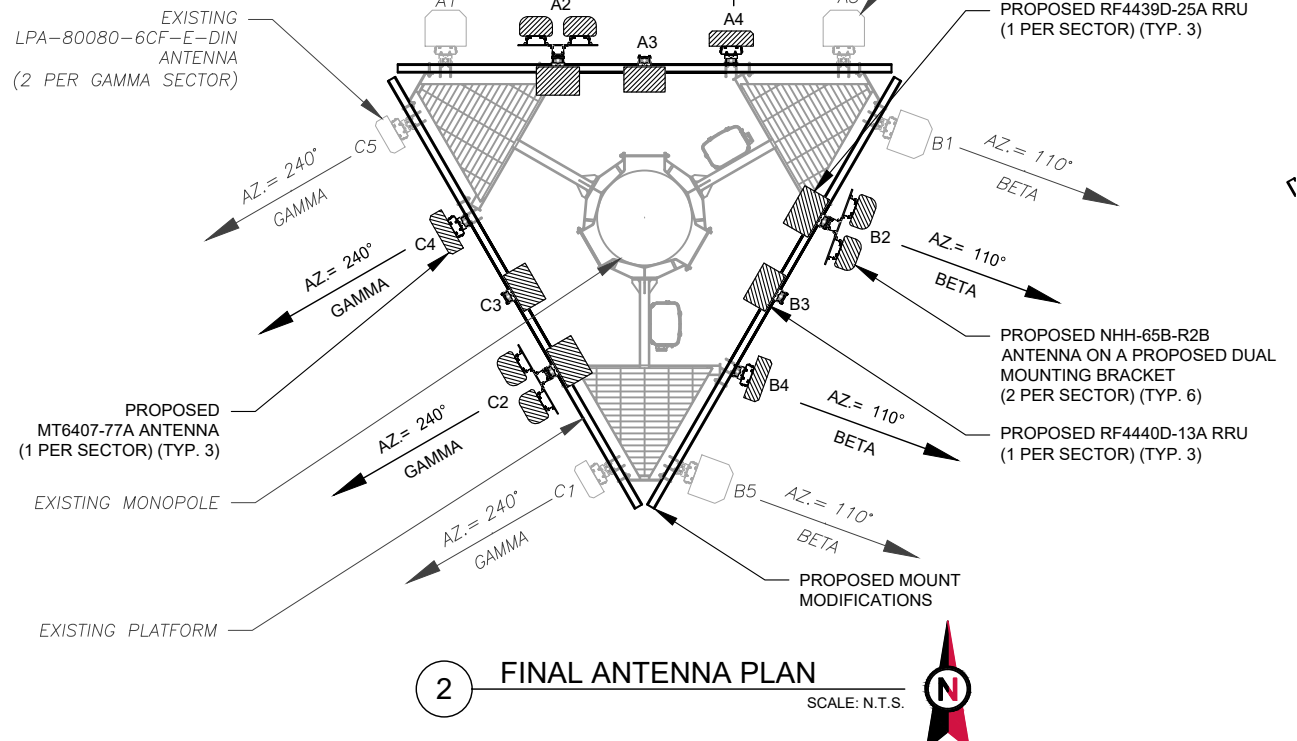 EXISTING
LPA-80080-6CF-E-DIN
ANTENNA
(2 PER GAMMA SECTOR)
A1
A2
A3
A4
PROPOSED RF4439D-25A RRU
(1 PER SECTOR) (TYP. 3)
C5
AZ.= 240°
GAMMA
B1
AZ.= 110°
BETA
C4
AZ.= 240°
GAMMA
B2
AZ.= 110°
BETA
C3
B3
PROPOSED NHH-65B-R2B
ANTENNA ON A PROPOSED DUAL
MOUNTING BRACKET
(2 PER SECTOR) (TYP. 6)
B4
AZ.= 110°
BETA
C2
AZ.= 240°
GAMMA
PROPOSED
MT6407-77A ANTENNA
(1 PER SECTOR) (TYP. 3)
PROPOSED RF4440D-13A RRU
(1 PER SECTOR) (TYP. 3)
EXISTING MONOPOLE
C1
AZ.= 240°
GAMMA
B5
AZ.= 110°
BETA
PROPOSED MOUNT
MODIFICATIONS
EXISTING PLATFORM
2
FINAL ANTENNA PLAN
SCALE: N.T.S.
N